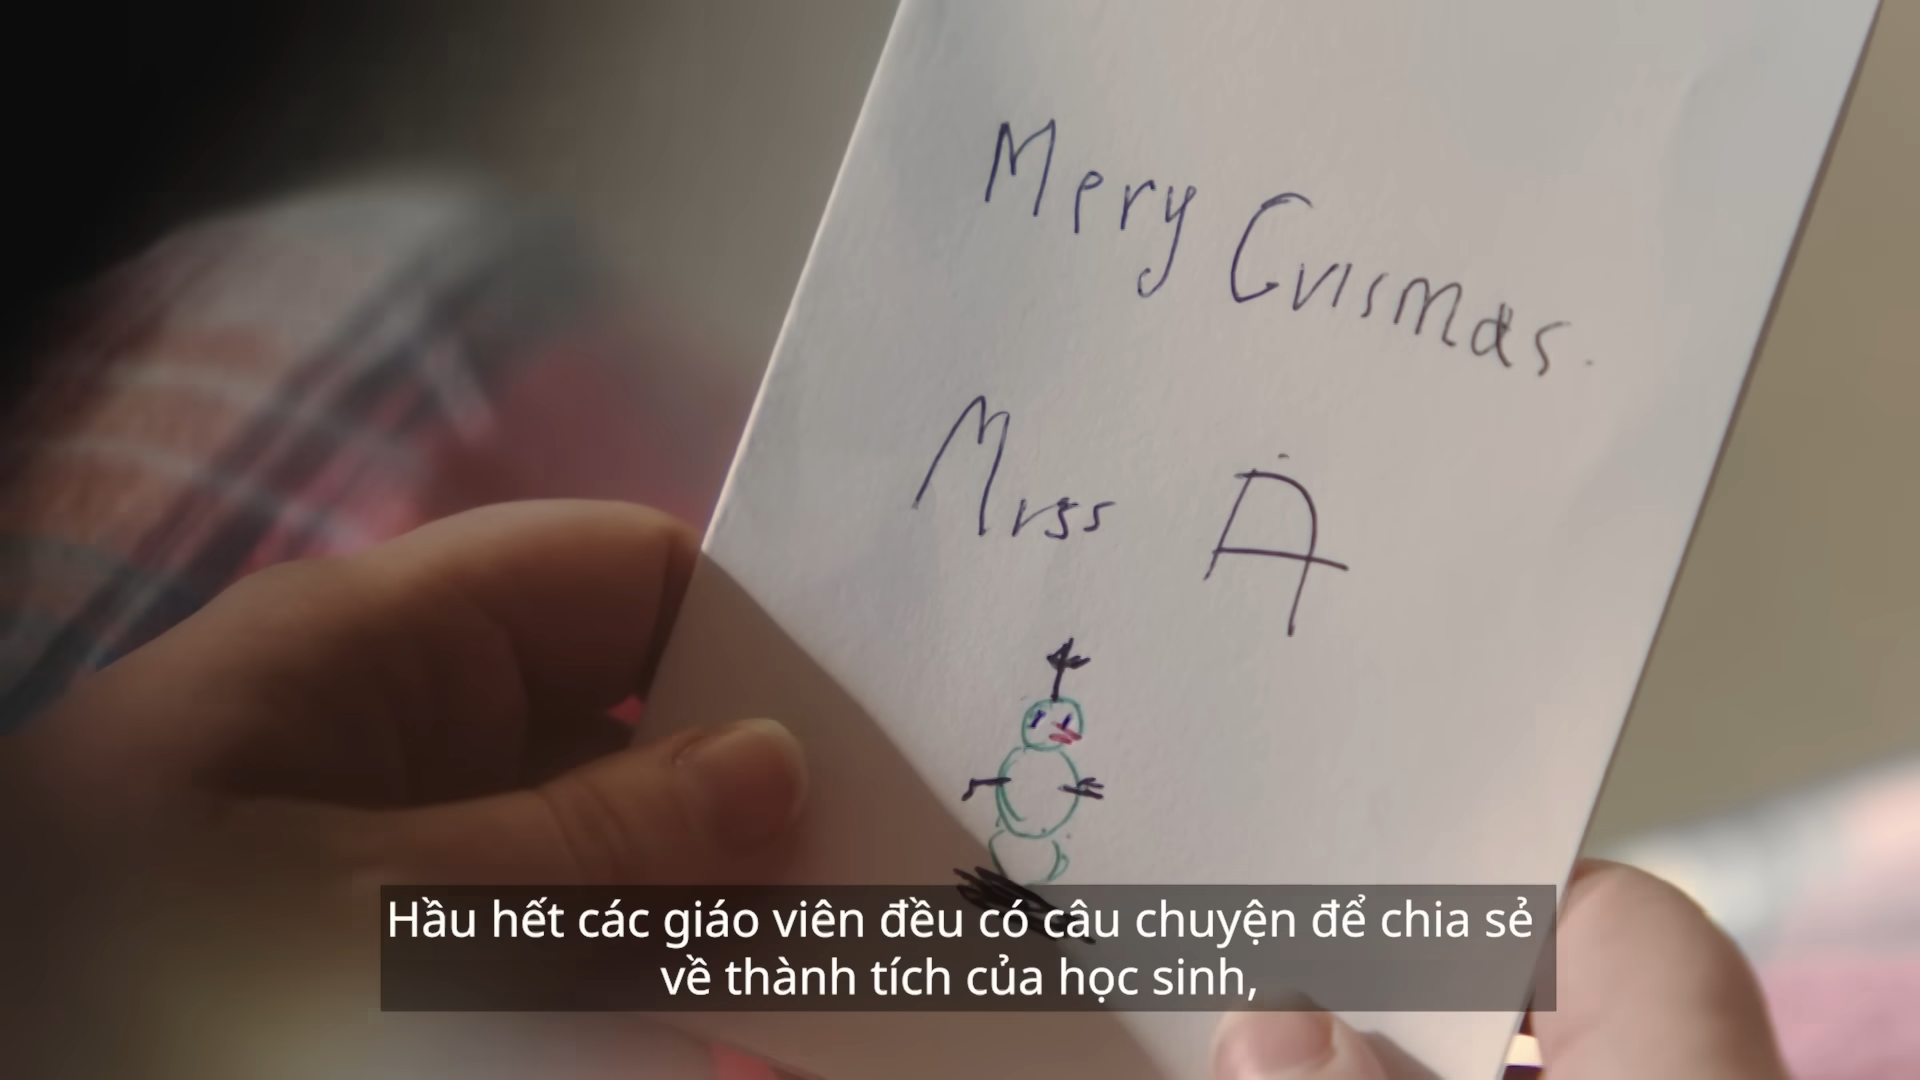 Mery Crismas.
Mrss A
Hầu hết các giáo viên đều có câu chuyện để chia sẻ
về thành tích của học sinh,